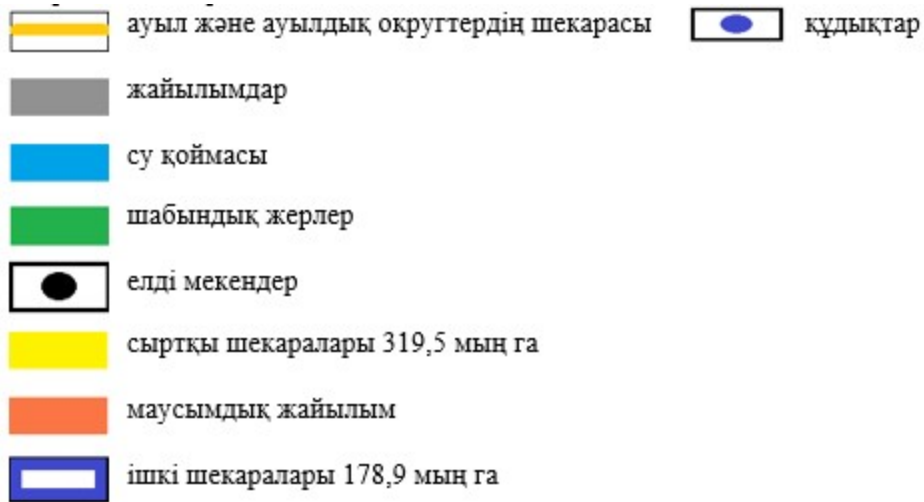 ауыл және ауылдық округтердің шекарасы құдықтар
жайылымдар
су қоймасы
шабындық жерлер
елді мекендер
сыртқы шекаралары 319,5 мың га
маусымдық жайылым
ішкі шекаралары 178,9 мың га